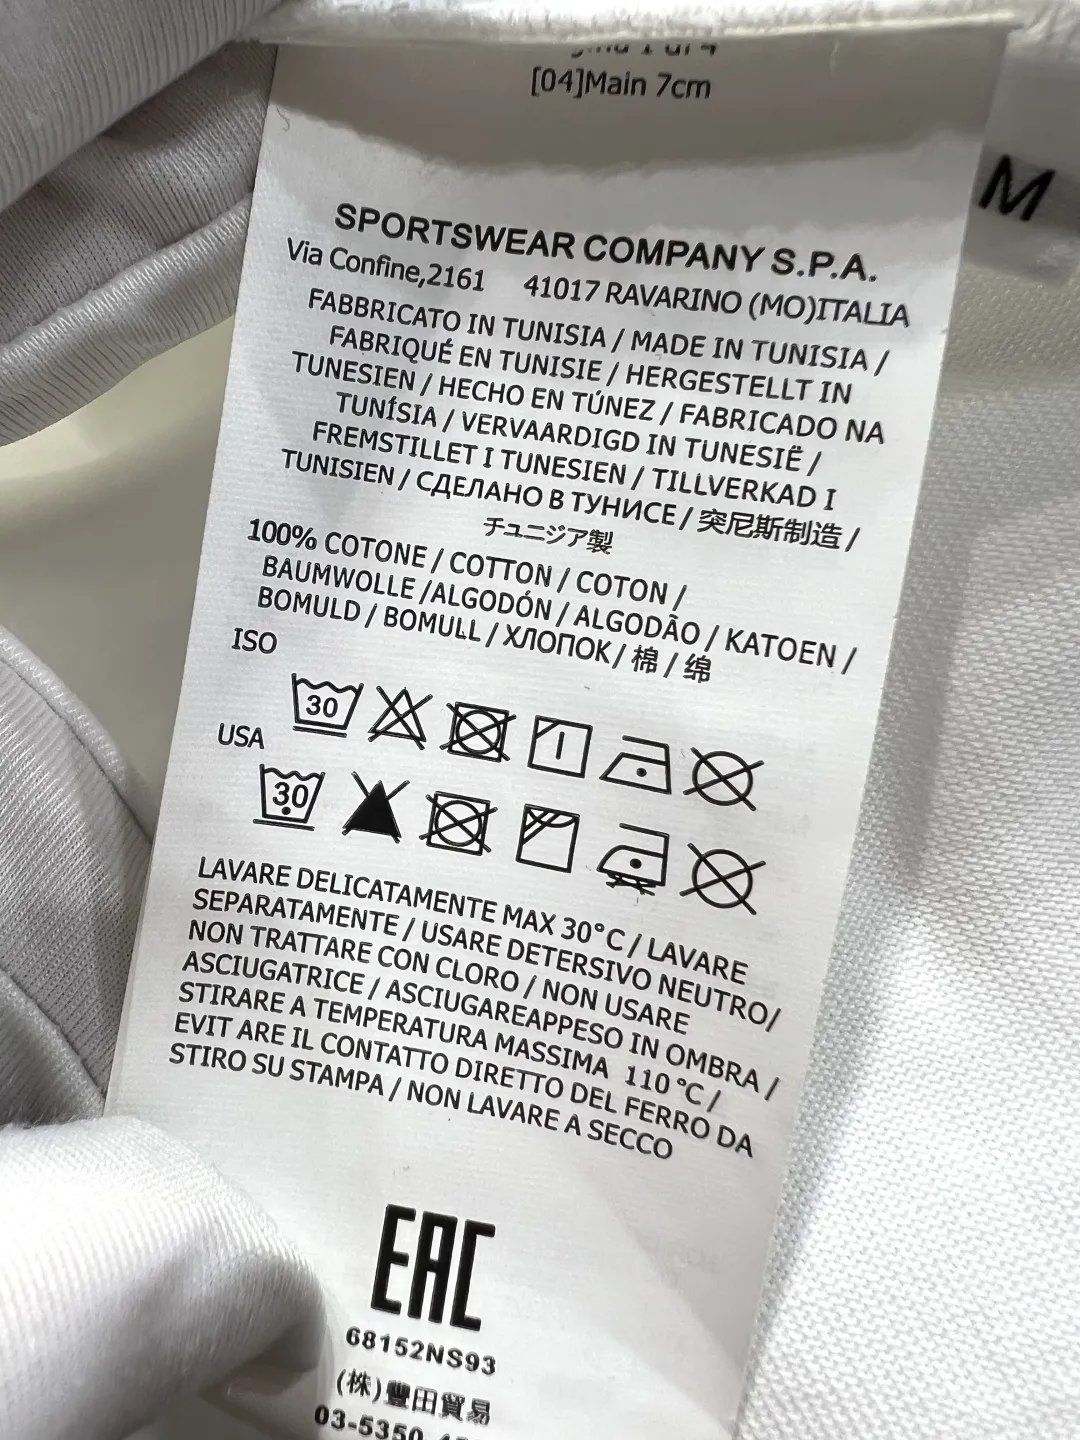 [04]Main 7cm
M
SPORTSWEAR COMPANY S.P.A.
Via Confine,2161 41017 RAVARINO (MO)ITALIA
FABBRICATO IN TUNISIA / MADE IN TUNISIA /
FABRIQUÉ EN TUNISIE / HERGESTELLT IN
TUNESIEN / HECHO EN TÚNEZ / FABRICADO NA
TUNÍSIA / VERVAARDIGD IN TUNESIË /
FREMSTILLET I TUNESIEN / TILLVERKAD I
TUNISIEN / СДЕЛАНО В ТУНИСЕ / 突尼斯制造 /
チュニジア製
100% COTONE / COTTON / COTON /
BAUMWOLLE /ALGODÓN / ALGODÃO / KATOEN /
BOMULD / BOMULL / ХЛОПОК / 棉 / 绵
ISO
30
USA
30
LAVARE DELICATAMENTE MAX 30°C / LAVARE
SEPARATAMENTE / USARE DETERSIVO NEUTRO/
NON TRATTARE CON CLORO / NON USARE
ASCIUGATRICE / ASCIUGAREAPPESO IN OMBRA /
STIRARE A TEMPERATURA MASSIMA 110 °C /
EVIT ARE IL CONTATTO DIRETTO DEL FERRO DA
STIRO SU STAMPA / NON LAVARE A SECCO
EAC
68152NS93
(株)豊田貿易
03-5350